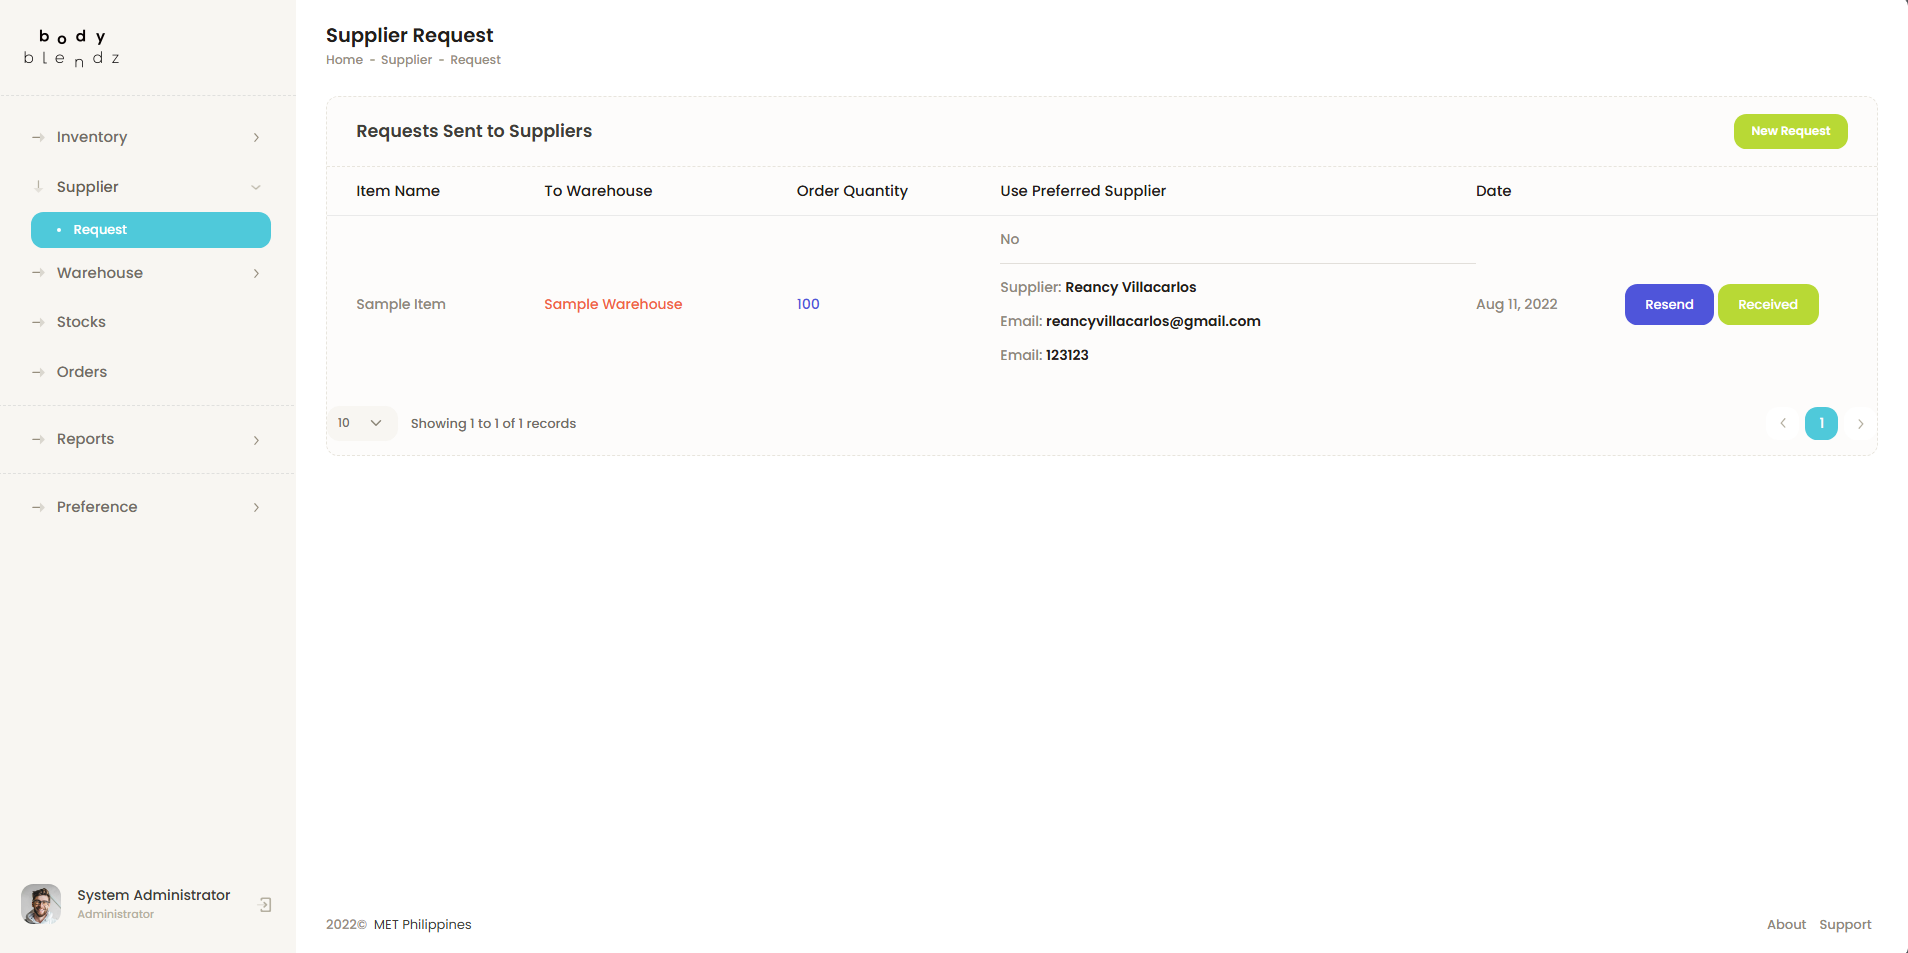 body
blendz
Inventory
Supplier
Request
Warehouse
Stocks
Orders
Reports
Preference
System Administrator
Administrator
Supplier Request
Home - Supplier - Request
Requests Sent to Suppliers
New Request
Item Name To Warehouse Order Quantity Use Preferred Supplier Date
No
Supplier: Reancy Villacarlos
Sample Item Sample Warehouse 100 Aug 11, 2022 Resend Received
Email: reancyvillacarlos@gmail.com
Email: 123123
10 Showing 1 to 1 of 1 records 1
2022© MET Philippines About Support